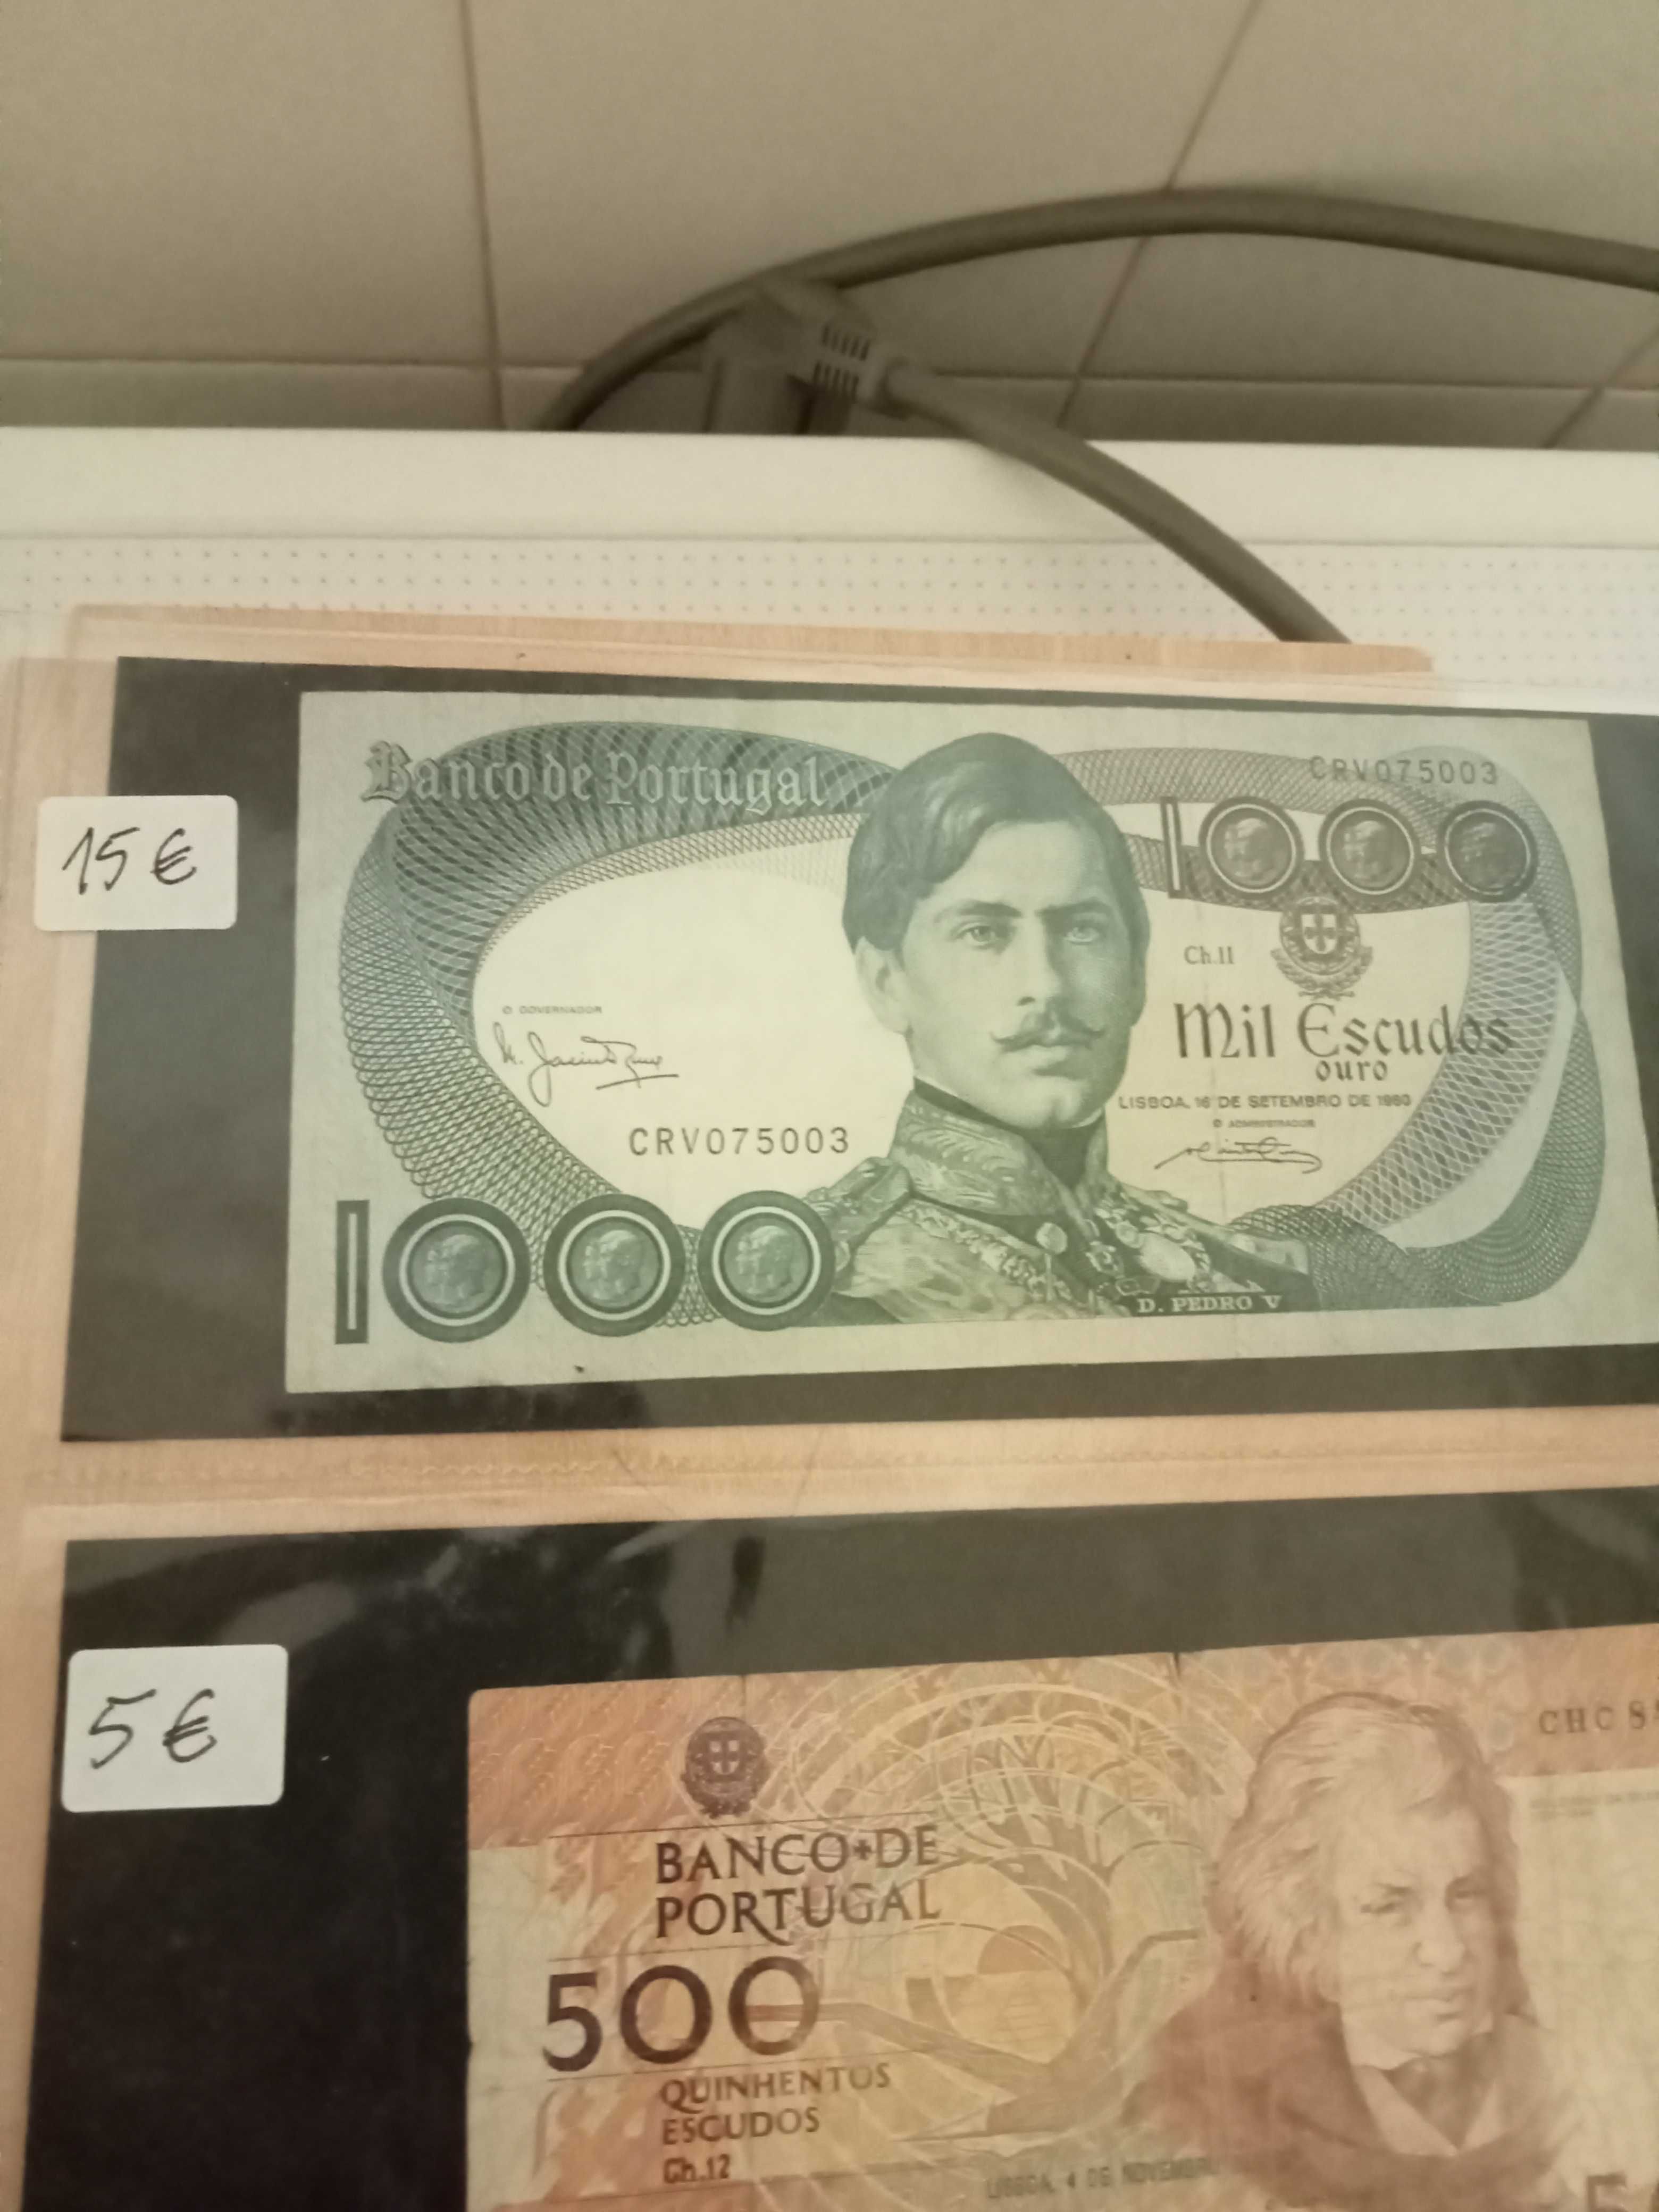 Banco de Portugal
CRV075003
1000
15€
Ch.11
Mil Escudos
ouro
O GOVERNADOR
LISBOA, 16 DE SETEMBRO DE 1980
O ADMINISTRADOR
CRV075003
1000
D. PEDRO V
5€
CHC
BANCO DE
PORTUGAL
500
QUINHENTOS
ESCUDOS
Ch.12
LISBOA, 4 DE NOVEMBRO